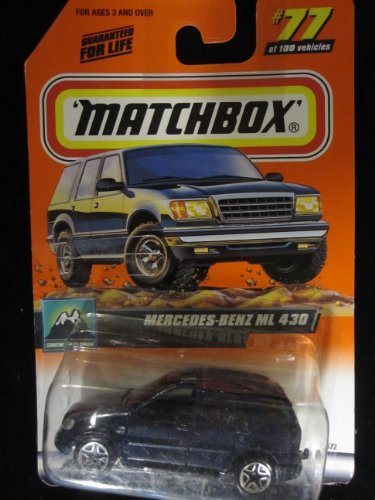 FOR AGES 3 AND OVER
GUARANTEED
FOR LIFE
#77
of 100 vehicles
'MATCHBOX'®
MERCEDES-BENZ ML 430